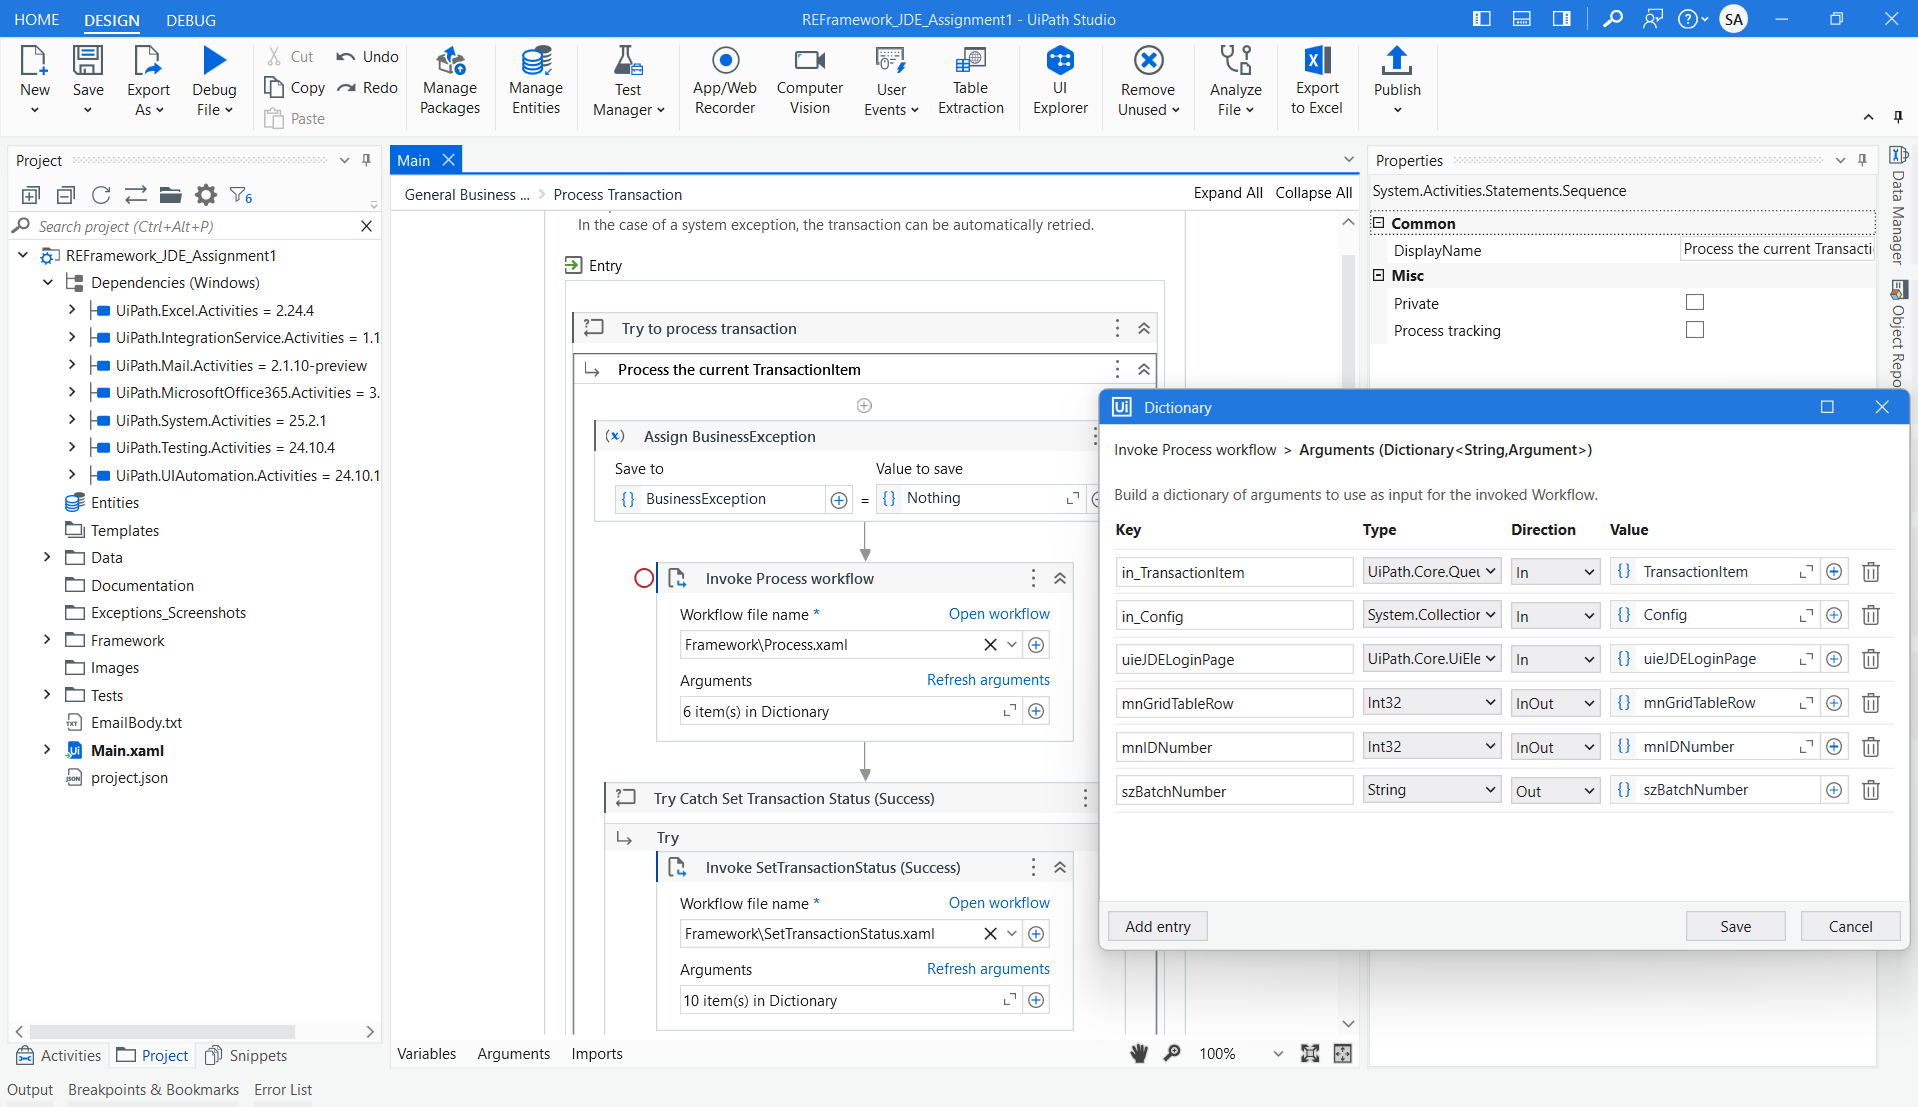 HOME DESIGN DEBUG
REFramework_JDE_Assignment1 - UiPath Studio
SA
New
Save
Export As
Debug File
Cut
Copy
Paste
Undo
Redo
Manage Packages
Manage Entities
Test Manager
App/Web Recorder
Computer Vision
User Events
Table Extraction
UI Explorer
Remove Unused
Analyze File
Export to Excel
Publish
Project
6
Search project (Ctrl+Alt+P)
REFramework_JDE_Assignment1
Dependencies (Windows)
UiPath.Excel.Activities = 2.24.4
UiPath.IntegrationService.Activities = 1.1
UiPath.Mail.Activities = 2.1.10-preview
UiPath.MicrosoftOffice365.Activities = 3.
UiPath.System.Activities = 25.2.1
UiPath.Testing.Activities = 24.10.4
UiPath.UIAutomation.Activities = 24.10.1
Entities
Templates
Data
Documentation
Exceptions_Screenshots
Framework
Images
Tests
EmailBody.txt
Main.xaml
project.json
Activities Project Snippets
Output Breakpoints & Bookmarks Error List
Main
General Business ... > Process Transaction
Expand All Collapse All
In the case of a system exception, the transaction can be automatically retried.
Entry
Try to process transaction
Process the current TransactionItem
(x) Assign BusinessException
Save to Value to save
{} BusinessException = {} Nothing
Invoke Process workflow
Workflow file name * Open workflow
Framework\Process.xaml
Arguments Refresh arguments
6 item(s) in Dictionary
Try Catch Set Transaction Status (Success)
Try
Invoke SetTransactionStatus (Success)
Workflow file name * Open workflow
Framework\SetTransactionStatus.xaml
Arguments Refresh arguments
10 item(s) in Dictionary
Variables Arguments Imports
100%
Properties
System.Activities.Statements.Sequence
Common
DisplayName Process the current Transacti
Misc
Private
Process tracking
Data Manager
Object Repo
Ui Dictionary
Invoke Process workflow > Arguments (Dictionary<String,Argument>)
Build a dictionary of arguments to use as input for the invoked Workflow.
Key Type Direction Value
in_TransactionItem UiPath.Core.Queu In {} TransactionItem
in_Config System.Collection In {} Config
uieJDELoginPage UiPath.Core.UiEle In {} uieJDELoginPage
mnGridTableRow Int32 InOut {} mnGridTableRow
mnIDNumber Int32 InOut {} mnIDNumber
szBatchNumber String Out {} szBatchNumber
Add entry Save Cancel